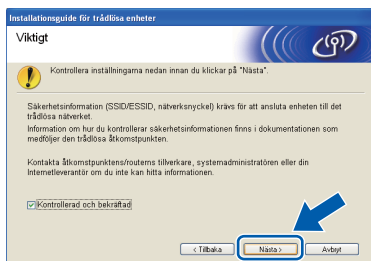 Installationsguide för trådlösa enheter
Viktigt
Kontrollera inställningarna nedan innan du klickar på "Nästa".
Säkerhetsinformation (SSID/ESSID, nätverksnyckel) krävs för att ansluta enheten till det
trådlösa nätverket.
Information om hur du kontrollerar säkerhetsinformationen finns i dokumentationen som
medföljer den trådlösa åtkomstpunkten.
Kontakta åtkomstpunktens/routerns tillverkare, systemadministratören eller din
Internetleverantör om du inte kan hitta informationen.
Kontrollerad och bekräftad
< Tillbaka
Nästa >
Avbryt